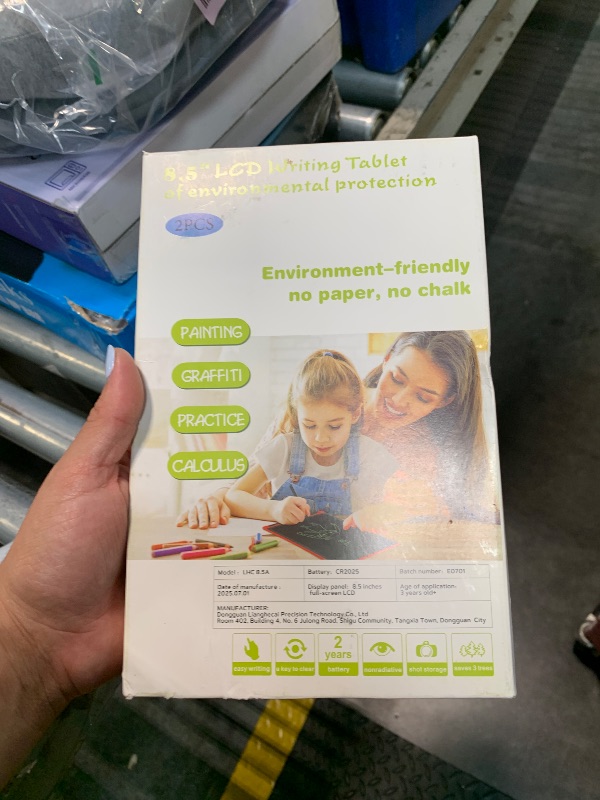 8.5" LCD Writing Tablet
of environmental protection
2PCS
Environment-friendly
no paper, no chalk
PAINTING
GRAFFITI
PRACTICE
CALCULUS
Model: LHC 8.5A Battery: CR2025 Batch number: E0701
Date of manufacture: Display panel: 8.5 inches Age of application:
2025.07.01 full-screen LCD 3 years old+
MANUFACTURER:
Dongguan Lianghecai Precision Technology Co., Ltd
Room 402, Building 4, No. 6 Julong Road, Shigu Community, Tangxia Town, Dongguan City
2
years
easy writing a key to clear battery nonradiative shot storage saves 3 trees